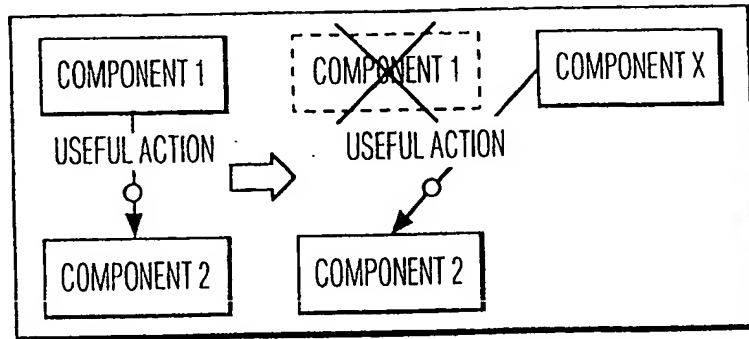 COMPONENT 1
USEFUL ACTION
COMPONENT 2
COMPONENT 1
COMPONENT X
USEFUL ACTION
COMPONENT 2